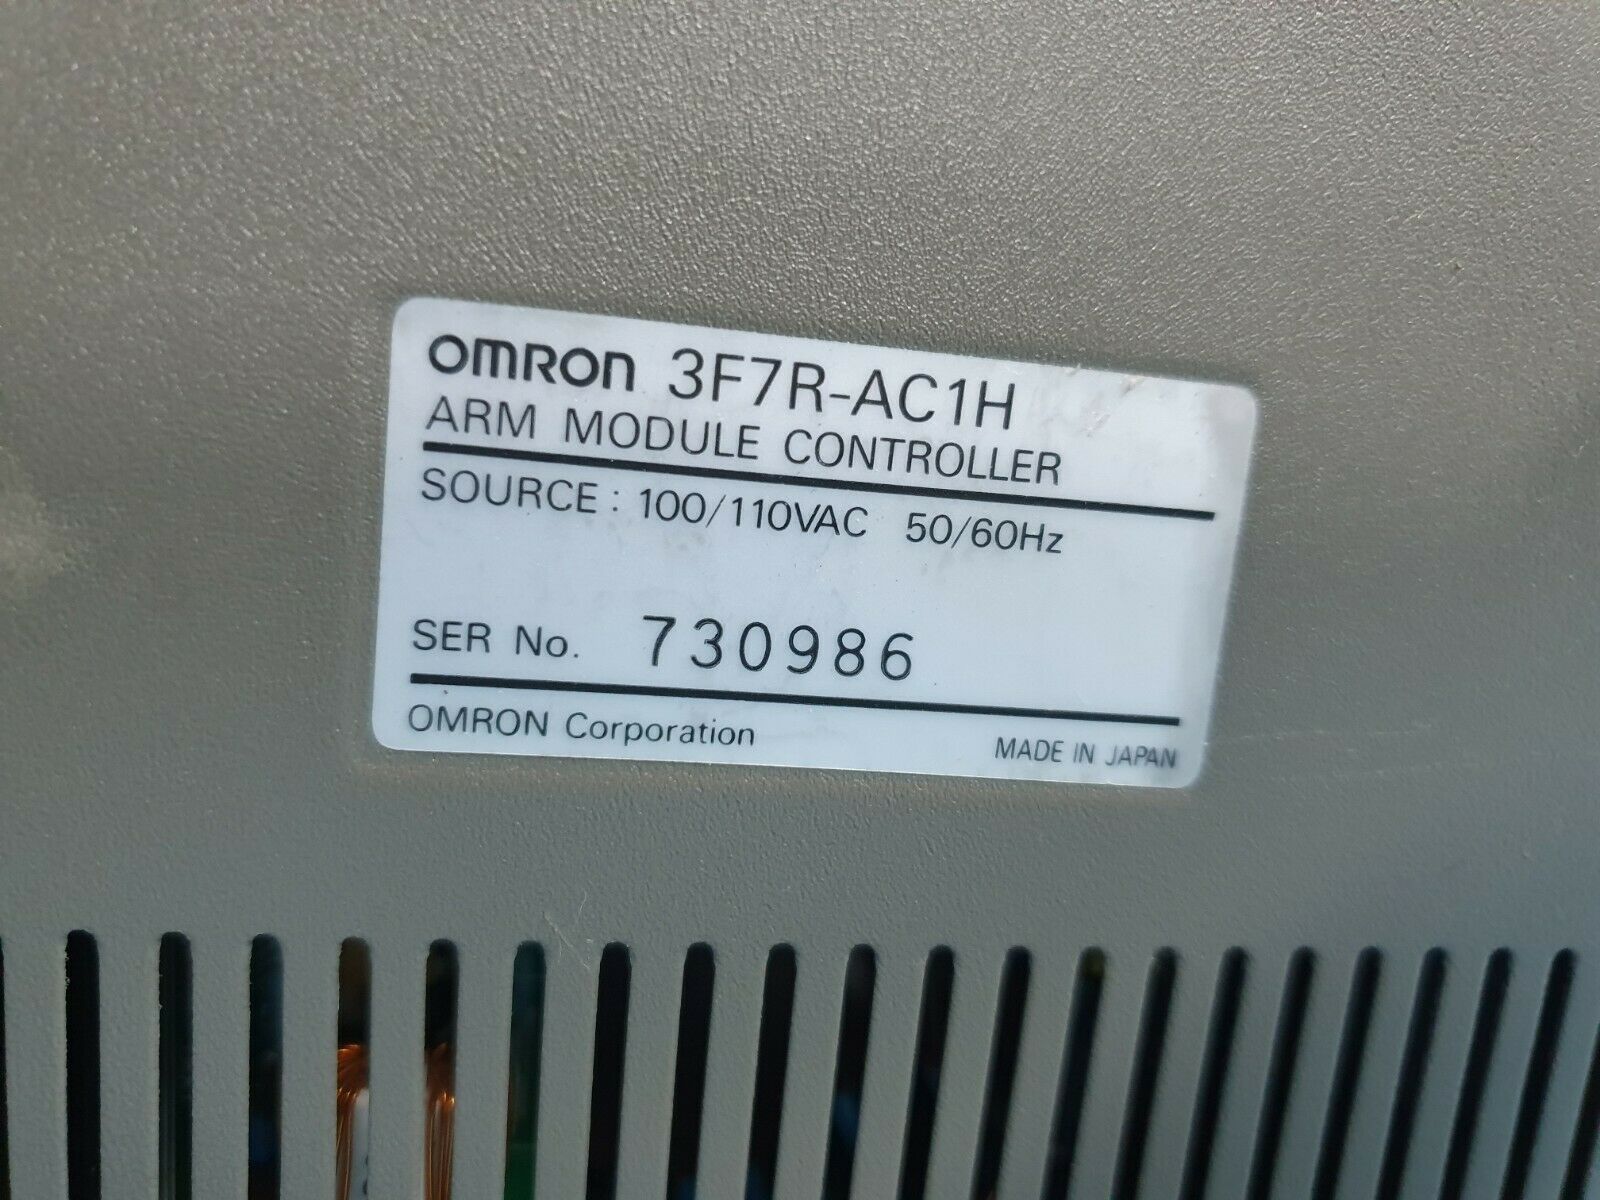 OMRON 3F7R-AC1H
ARM MODULE CONTROLLER
SOURCE : 100/110VAC 50/60Hz
SER No. 730986
OMRON Corporation MADE IN JAPAN